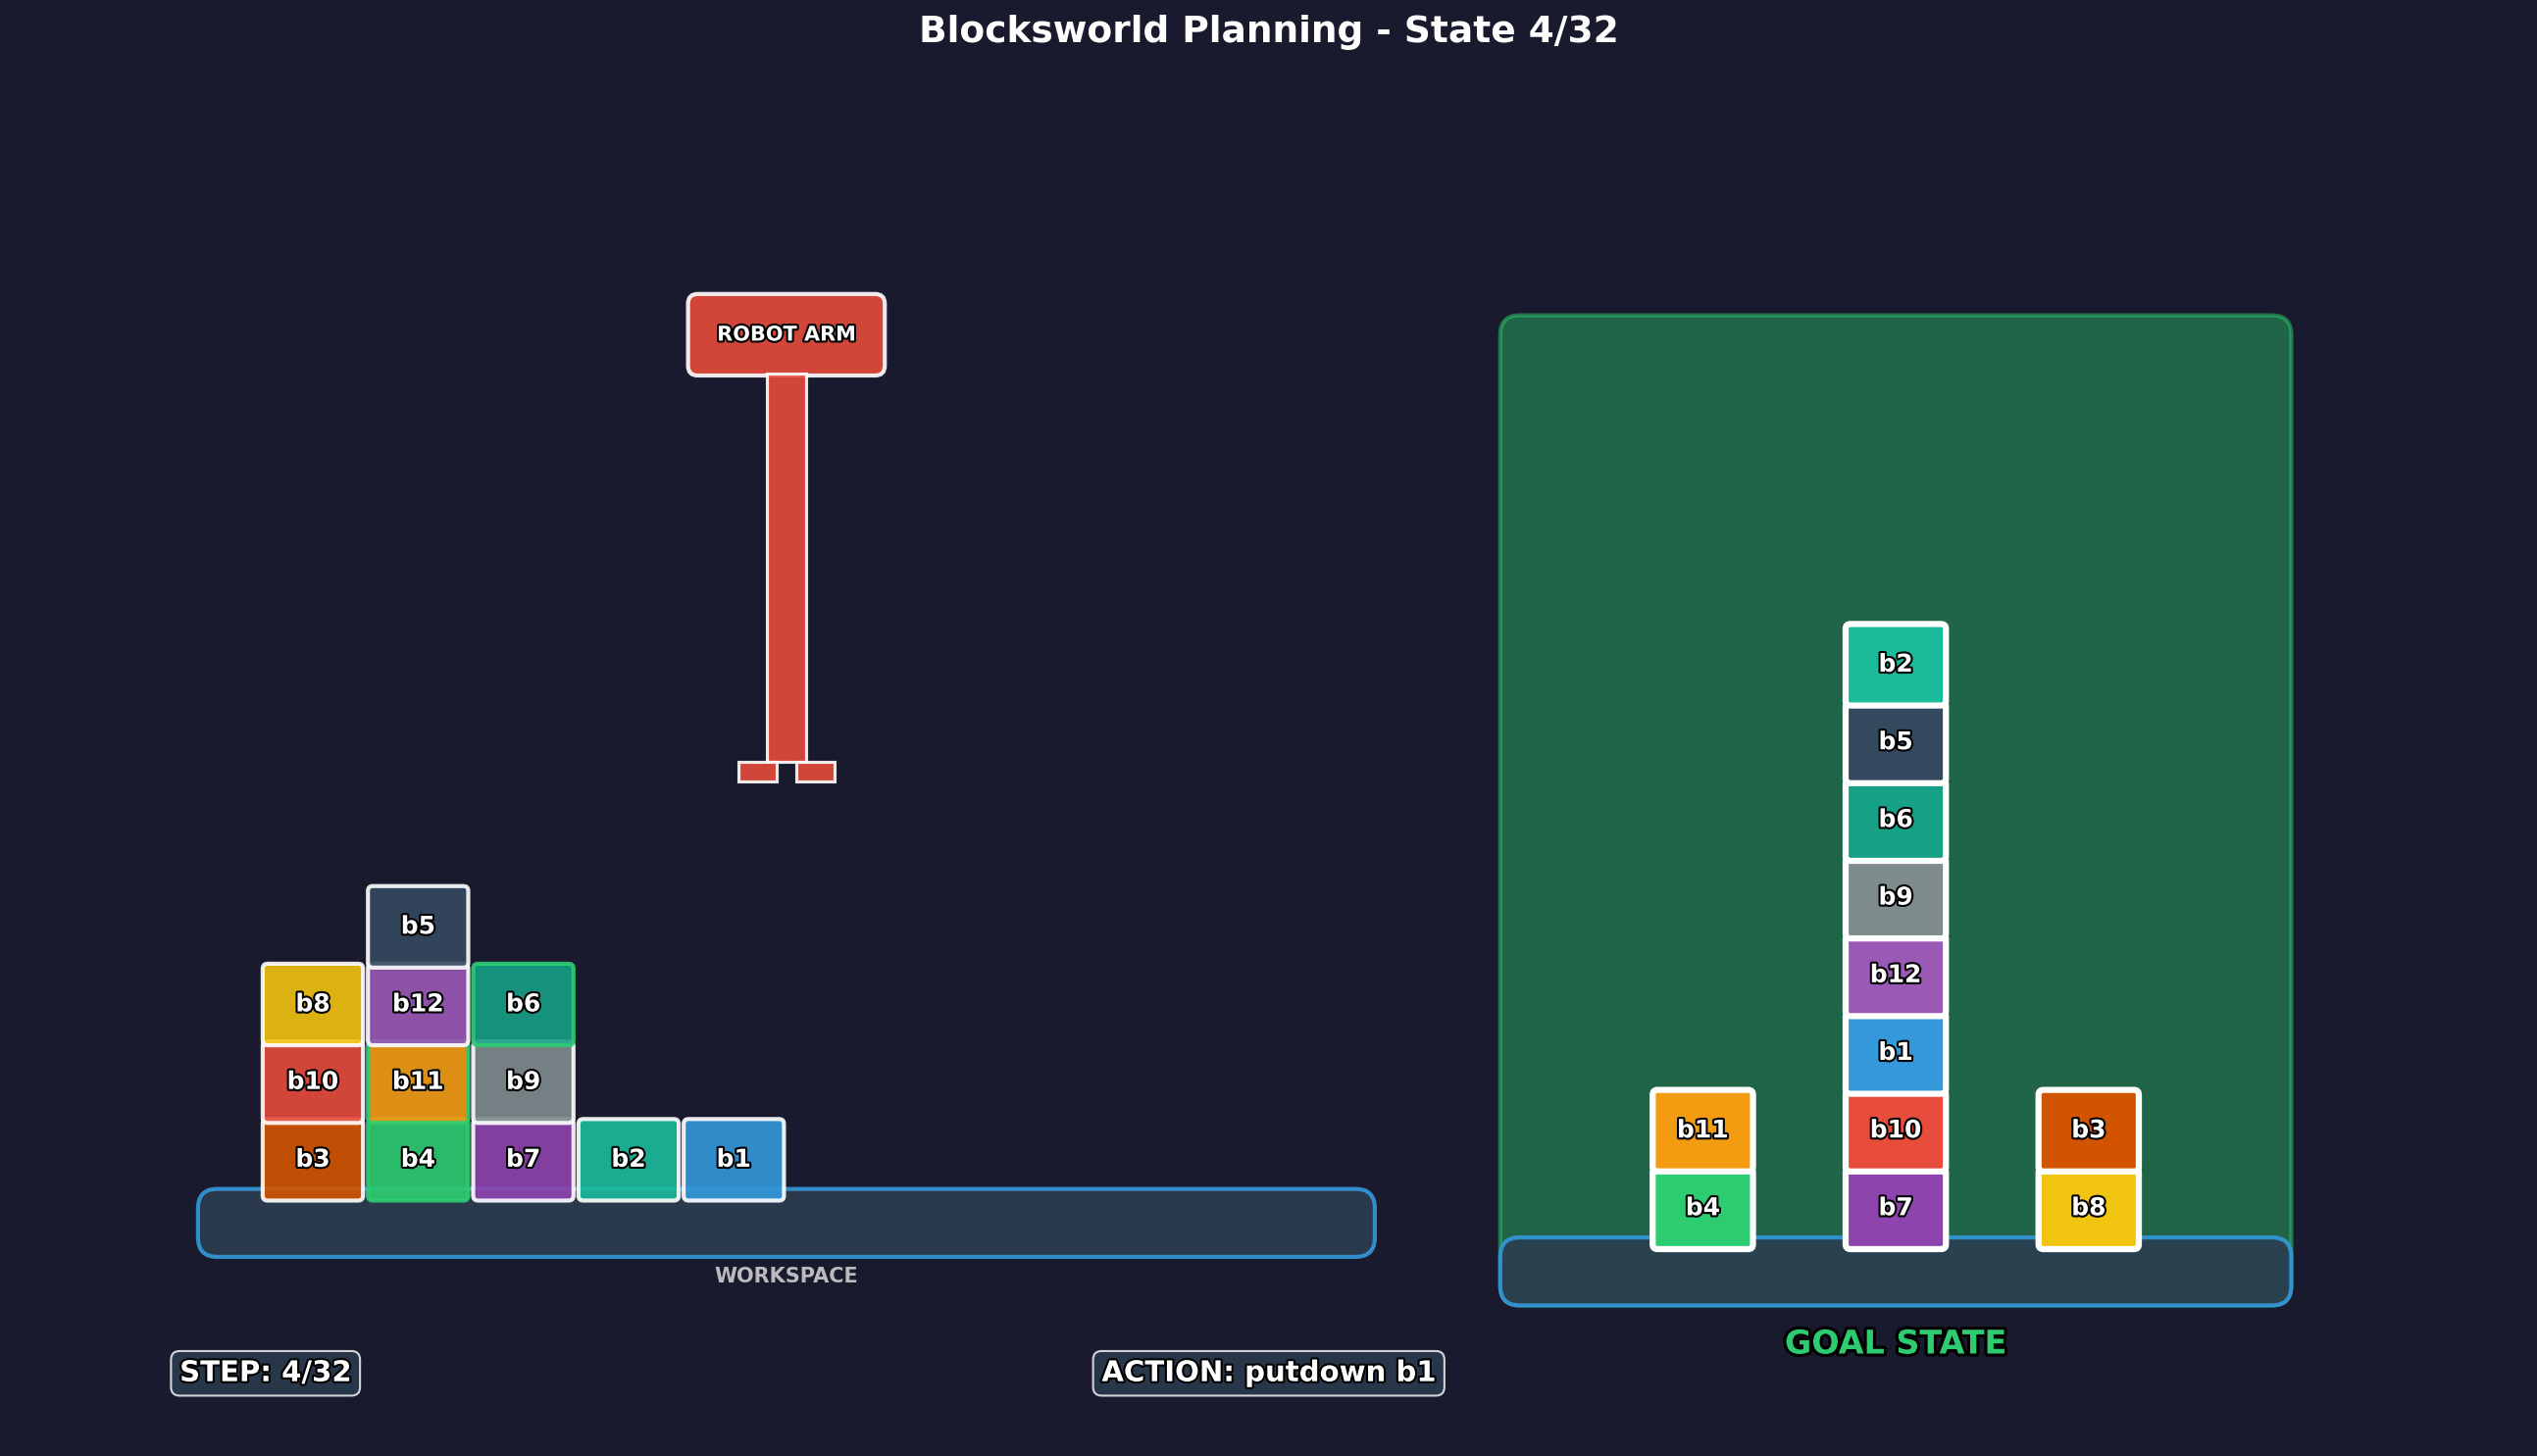 Blocksworld Planning - State 4/32
ROBOT ARM
b5
b8 b12 b6
b10 b11 b9
b3 b4 b7 b2 b1
WORKSPACE
b2
b5
b6
b9
b12
b1
b11 b10 b3
b4 b7 b8
GOAL STATE
STEP: 4/32
ACTION: putdown b1